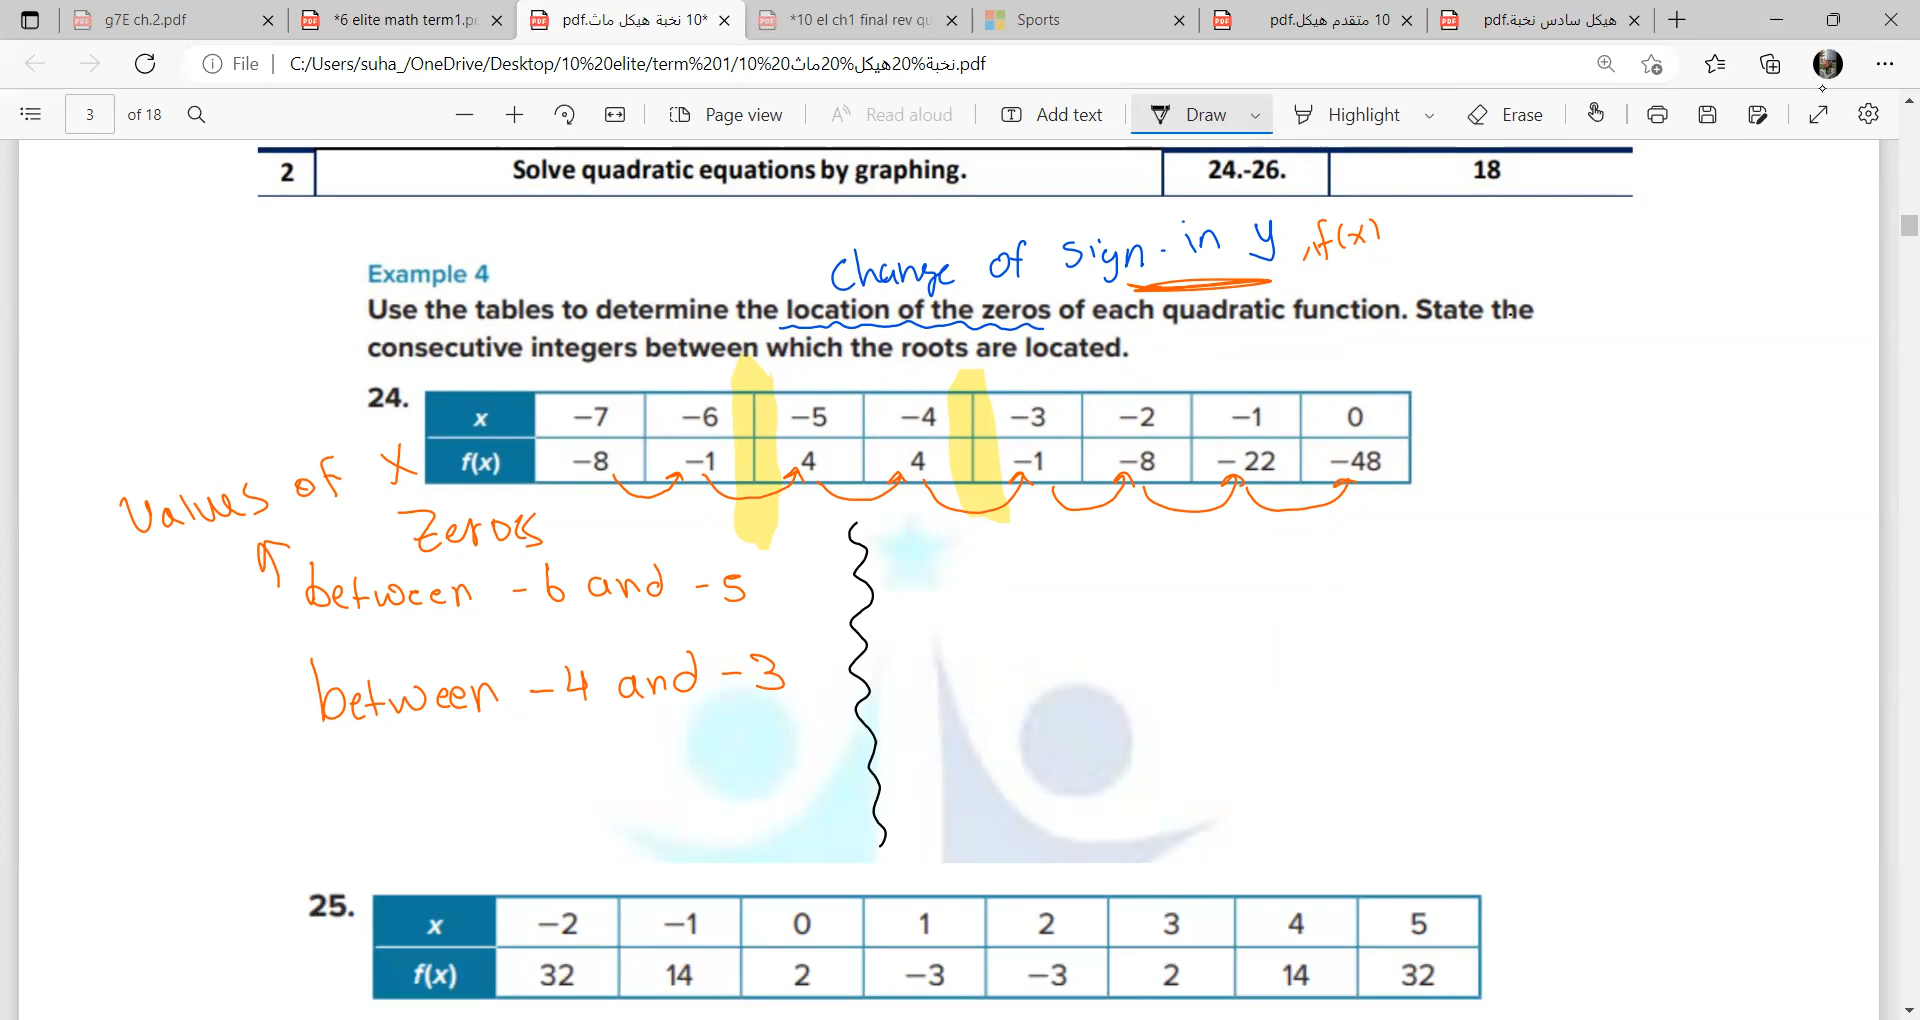 g7E ch.2.pdf
*6 elite math term1.p
*10 نخبة هيكل ماث.pdf
*10 el ch1 final rev qu
Sports
10 متقدم هيكل.pdf
هيكل سادس نخبة.pdf
File
C:/Users/suha_/OneDrive/Desktop/10%20elite/term%201/10%20نخبة%20هيكل%20ماث.pdf
3 of 18
Page view
Read aloud
Add text
Draw
Highlight
Erase
2 Solve quadratic equations by graphing. 24.-26. 18
Change of sign in y , f(x)
Example 4
Use the tables to determine the location of the zeros of each quadratic function. State the
consecutive integers between which the roots are located.
24. x −7 −6 −5 −4 −3 −2 −1 0
f(x) −8 −1 4 4 −1 −8 −22 −48
Values of X
Zeros
between -6 and -5
between -4 and -3
25. x −2 −1 0 1 2 3 4 5
f(x) 32 14 2 −3 −3 2 14 32